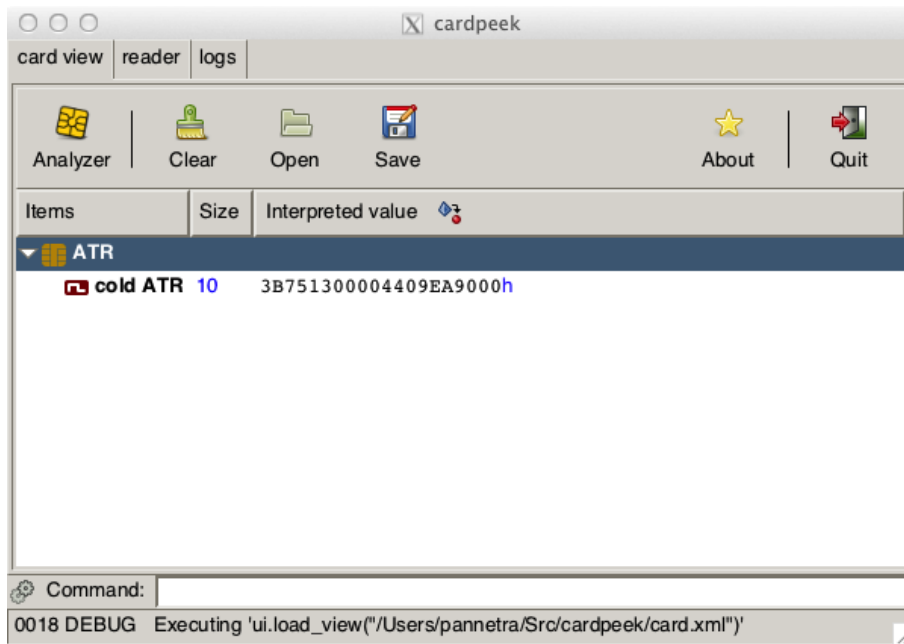 cardpeek
card view reader logs
Analyzer Clear Open Save About Quit
Items Size Interpreted value
ATR
cold ATR 10 3B751300004409EA9000h
Command:
0018 DEBUG Executing 'ui.load_view("/Users/pannetra/Src/cardpeek/card.xml")'